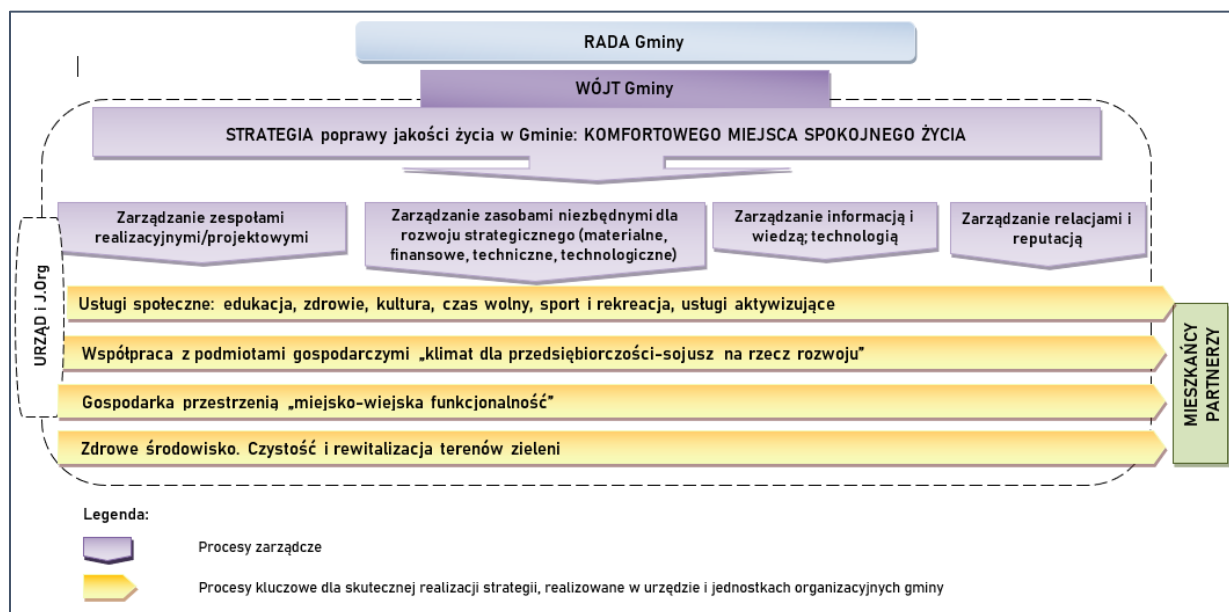 RADA Gminy
WÓJT Gminy
STRATEGIA poprawy jakości życia w Gminie: KOMFORTOWEGO MIEJSCA SPOKOJNEGO ŻYCIA
Zarządzanie zespołami
realizacyjnymi/projektowymi
Zarządzanie zasobami niezbędnymi dla
rozwoju strategicznego (materialne,
finansowe, techniczne, technologiczne)
Zarządzanie informacją i
wiedzą; technologią
Zarządzanie relacjami i
reputacją
URZĄD i J.Org
Usługi społeczne: edukacja, zdrowie, kultura, czas wolny, sport i rekreacja, usługi aktywizujące
Współpraca z podmiotami gospodarczymi „klimat dla przedsiębiorczości-sojusz na rzecz rozwoju”
Gospodarka przestrzenią „miejsko-wiejska funkcjonalność”
Zdrowe środowisko. Czystość i rewitalizacja terenów zieleni
MIESZKAŃCY
PARTNERZY
Legenda:
Procesy zarządcze
Procesy kluczowe dla skutecznej realizacji strategii, realizowane w urzędzie i jednostkach organizacyjnych gminy